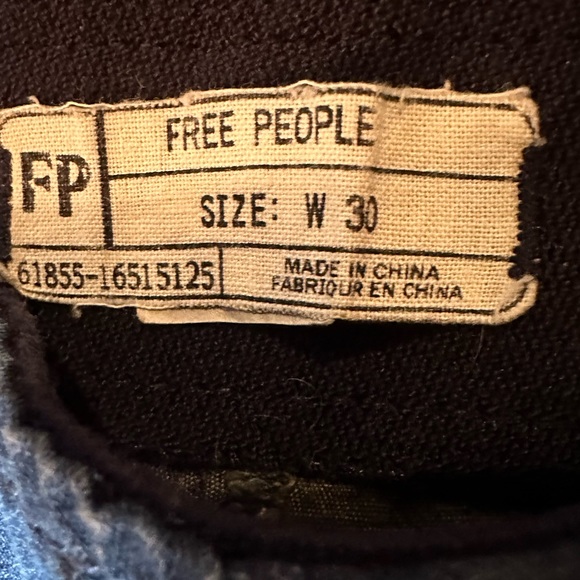 FP
FREE PEOPLE
SIZE: W 30
61855-16515125
MADE IN CHINA
FABRIQUR EN CHINA